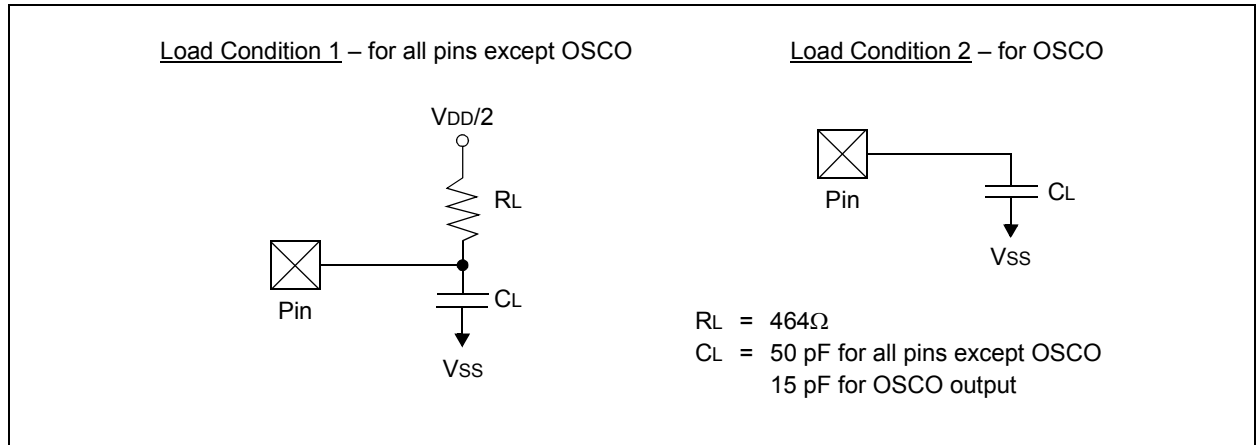 Load Condition 1 – for all pins except OSCO
VDD/2
RL
Pin
CL
VSS
Load Condition 2 – for OSCO
Pin
CL
VSS
RL = 464Ω
CL = 50 pF for all pins except OSCO
15 pF for OSCO output